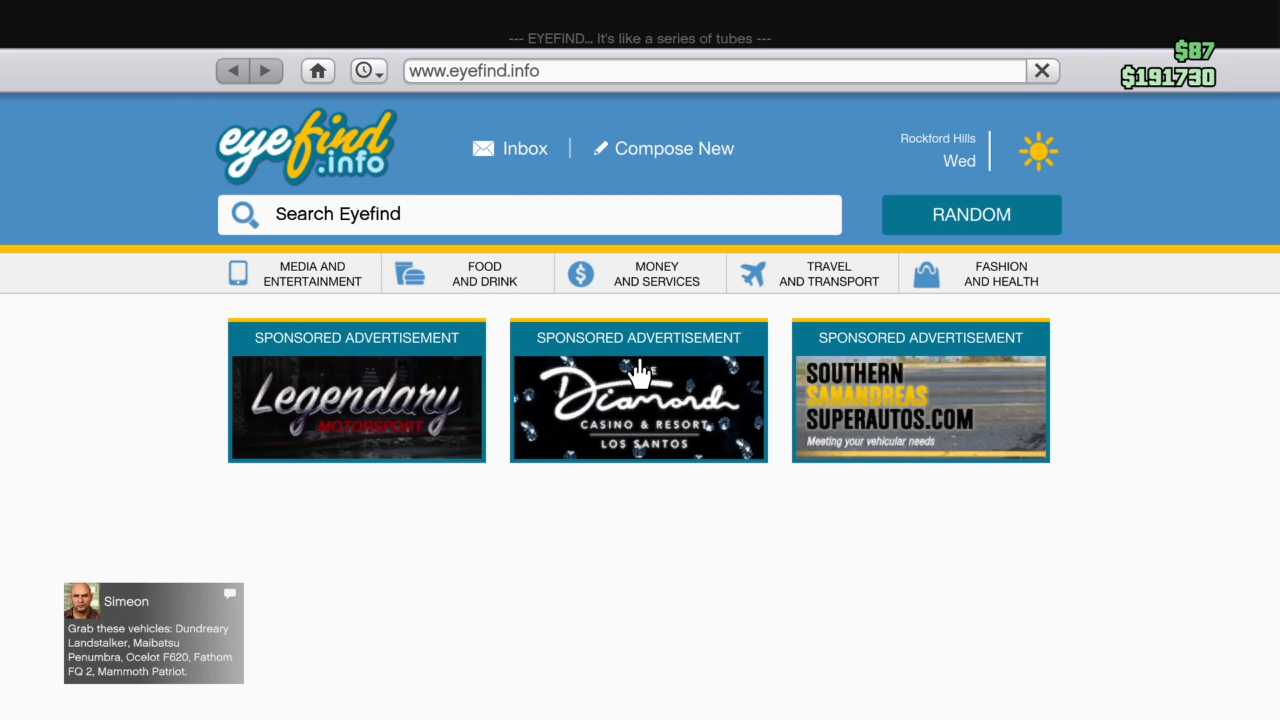 --- EYEFIND... It's like a series of tubes ---
$87
$191730
www.eyefind.info
eyefind
.info
Inbox
Compose New
Rockford Hills
Wed
Search Eyefind
RANDOM
MEDIA AND
ENTERTAINMENT
FOOD
AND DRINK
MONEY
AND SERVICES
TRAVEL
AND TRANSPORT
FASHION
AND HEALTH
SPONSORED ADVERTISEMENT
Legendary
MOTORSPORT
SPONSORED ADVERTISEMENT
Diamond
CASINO & RESORT
LOS SANTOS
SPONSORED ADVERTISEMENT
SOUTHERN
SANANDREAS
SUPERAUTOS.COM
Meeting your vehicular needs
Simeon
Grab these vehicles: Dundreary
Landstalker, Maibatsu
Penumbra, Ocelot F620, Fathom
FQ 2, Mammoth Patriot.